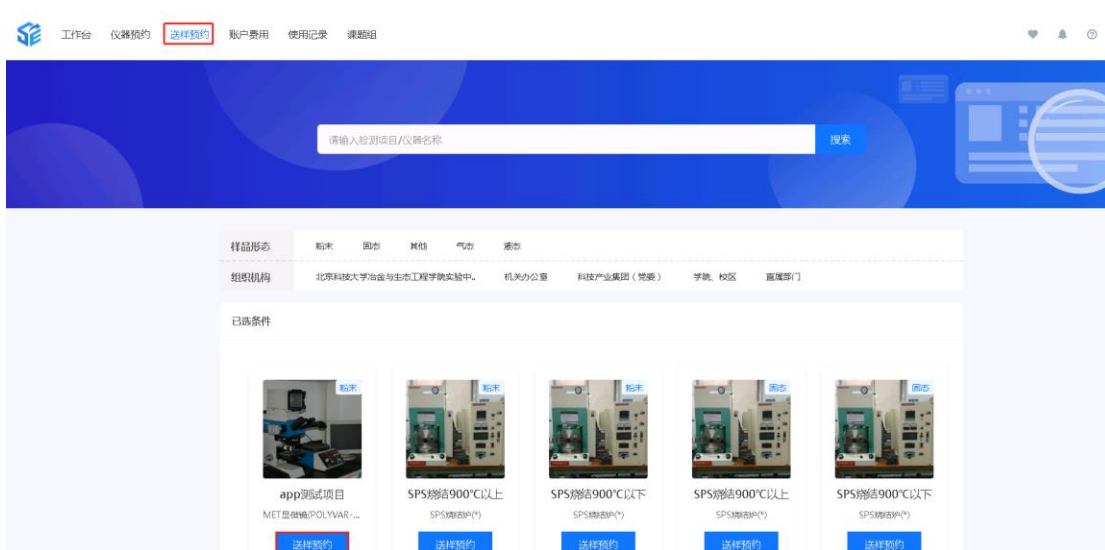 工作台 仪器预约 送样预约 账户费用 使用记录 课题组
请输入检测项目/仪器名称 搜索
样品形态 粉末 固态 其他 气态 液态
组织机构 北京科技大学冶金与生态工程学院实验中... 机关办公室 科技产业集团（党委） 学院、校区 直属部门
已选条件
粉末 粉末 粉末 固态 固态
app测试项目 SPS烧结900℃以上 SPS烧结900℃以下 SPS烧结900℃以上 SPS烧结900℃以下
MET显微镜(POLYVAR-... SPS烧结炉(*) SPS烧结炉(*) SPS烧结炉(*) SPS烧结炉(*)
送样预约 送样预约 送样预约 送样预约 送样预约